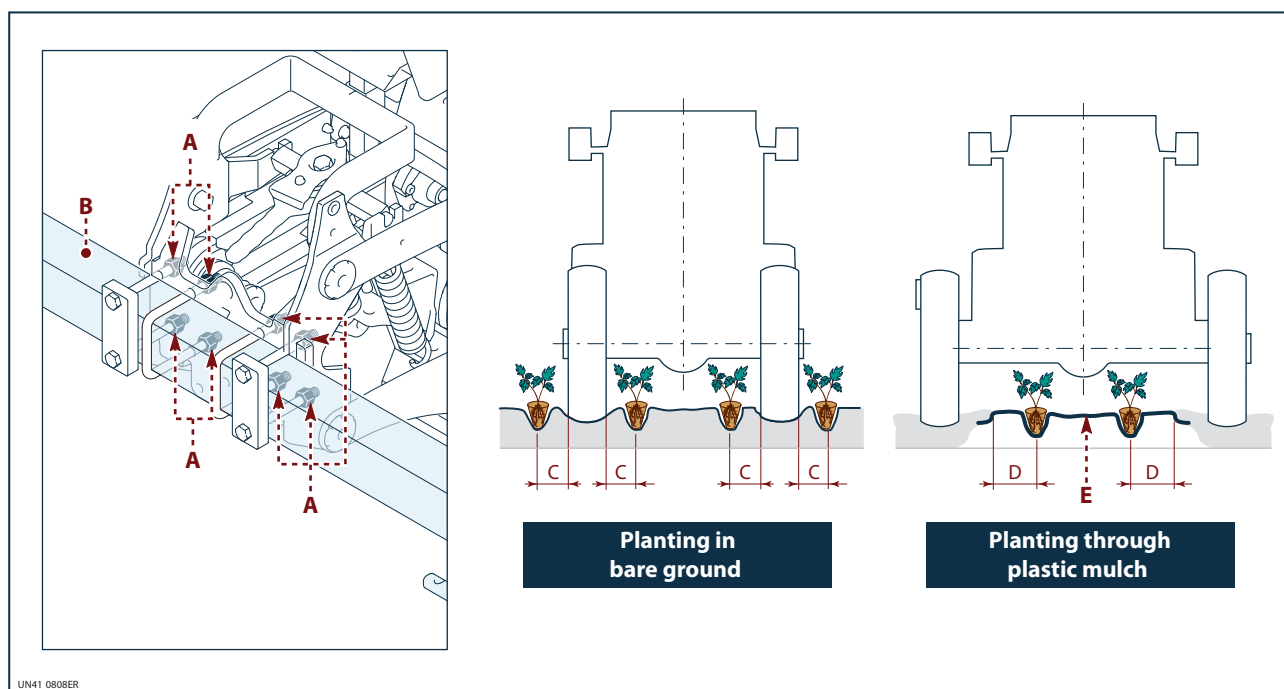 A
B
A
A
C
C
C
C
D
D
E
Planting in
bare ground
Planting through
plastic mulch
UN41 0808ER